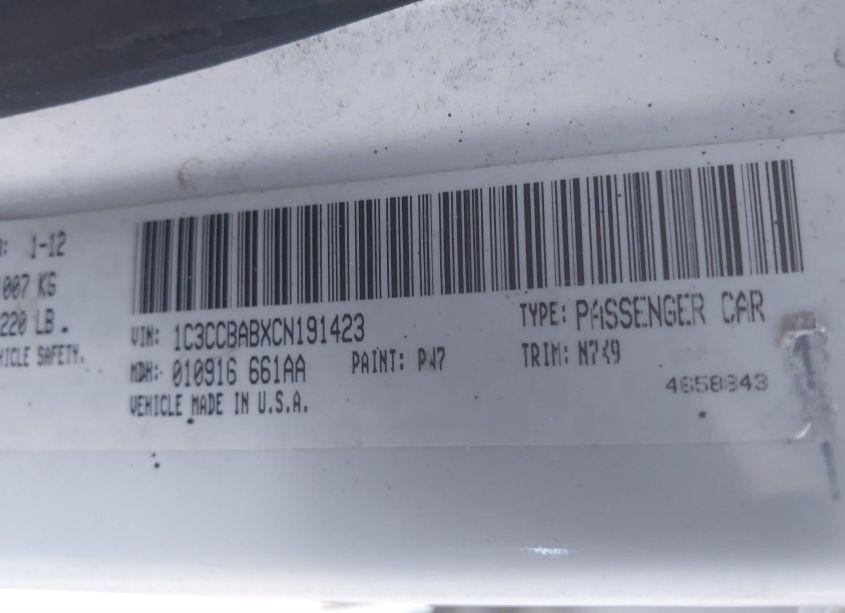 1-12
007 KG
220 LB.
HICLE SAFETY.
VIN: 1C3CCBABXCN191423
TYPE: PASSENGER CAR
MDH: 010916 661AA
PAINT: PW7
TRIM: N7K9
VEHICLE MADE IN U.S.A.
4658843